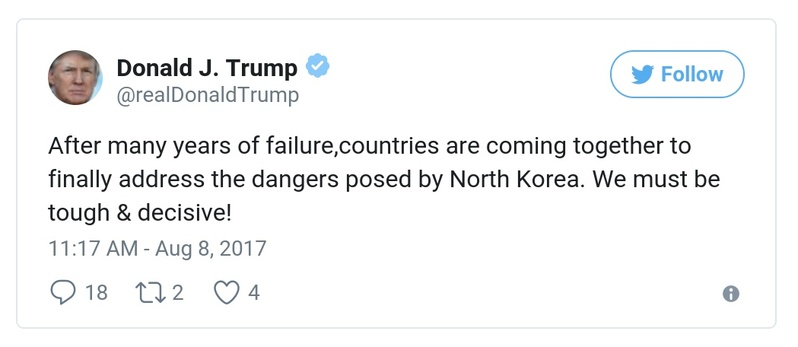 Donald J. Trump
Follow
@realDonaldTrump
After many years of failure,countries are coming together to
finally address the dangers posed by North Korea. We must be
tough & decisive!
11:17 AM - Aug 8, 2017
18 2 4